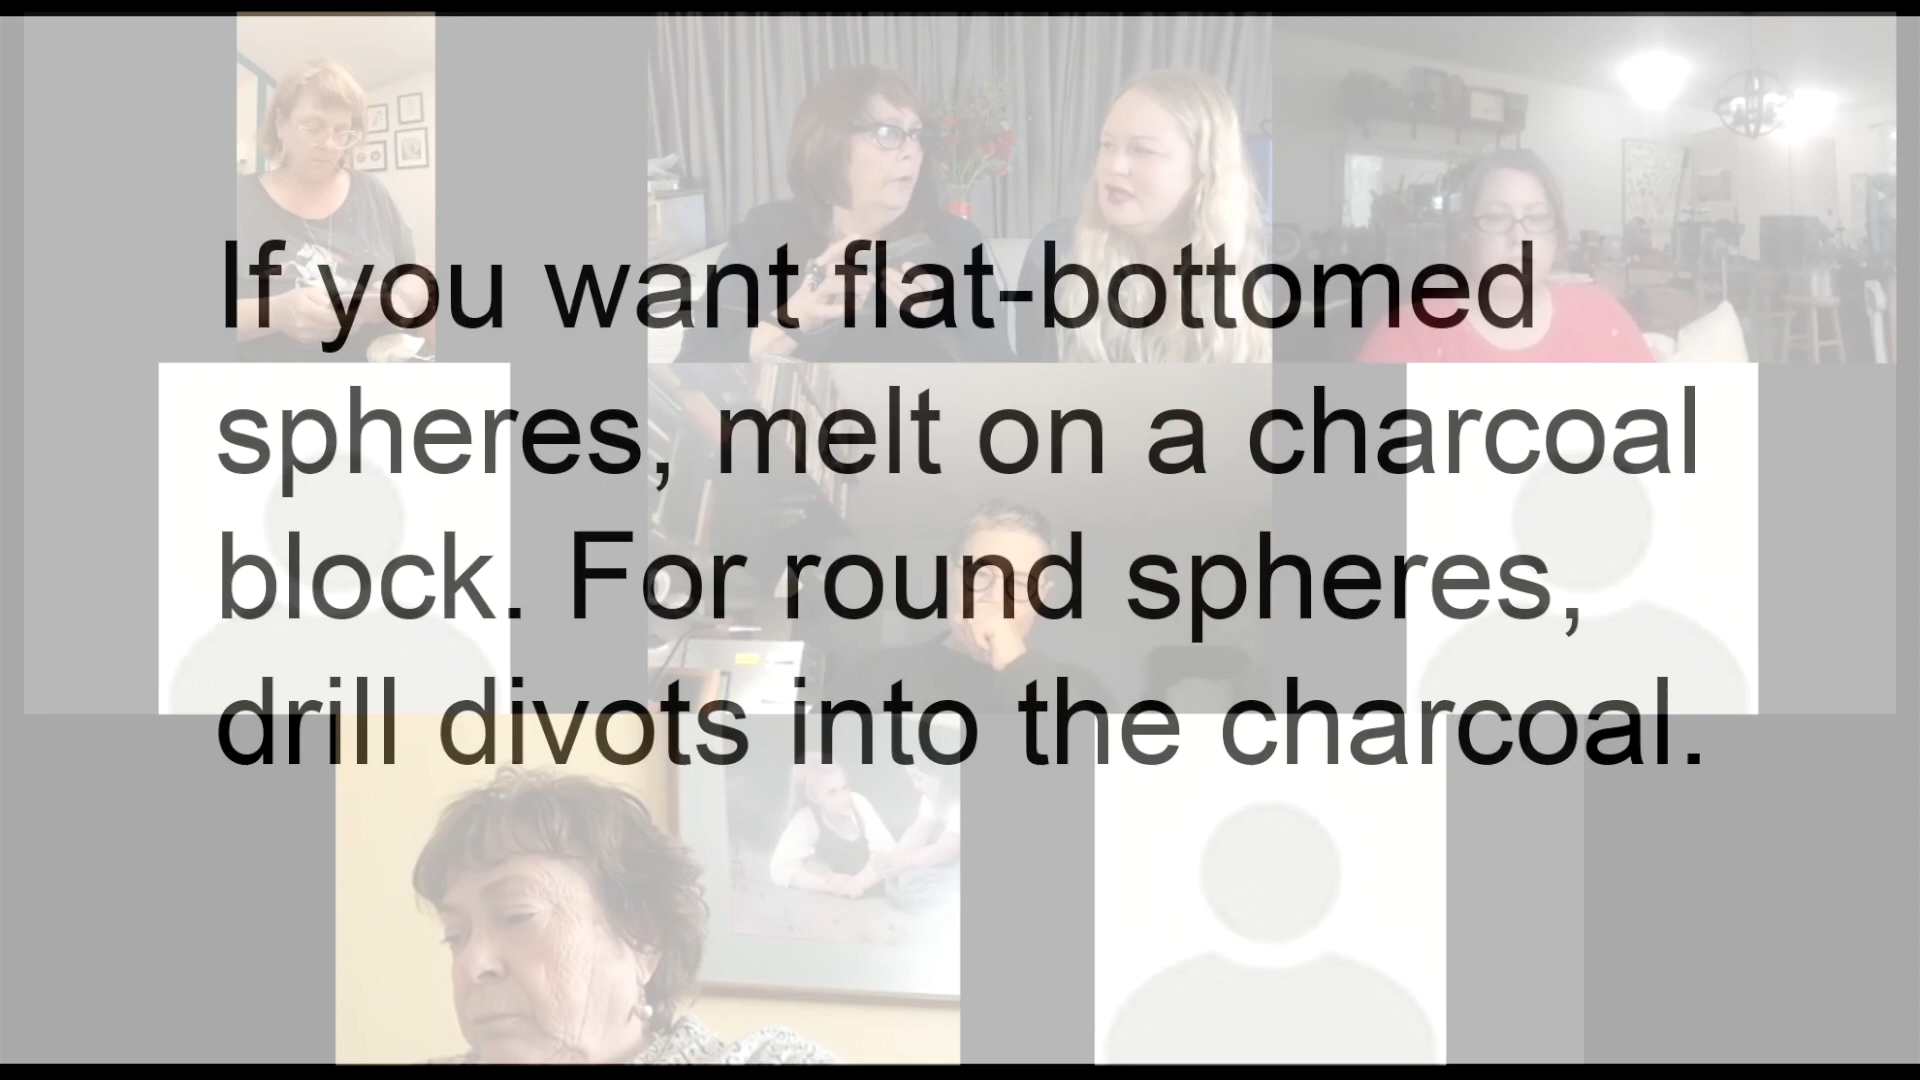 If you want flat-bottomed
spheres, melt on a charcoal
block. For round spheres,
drill divots into the charcoal.